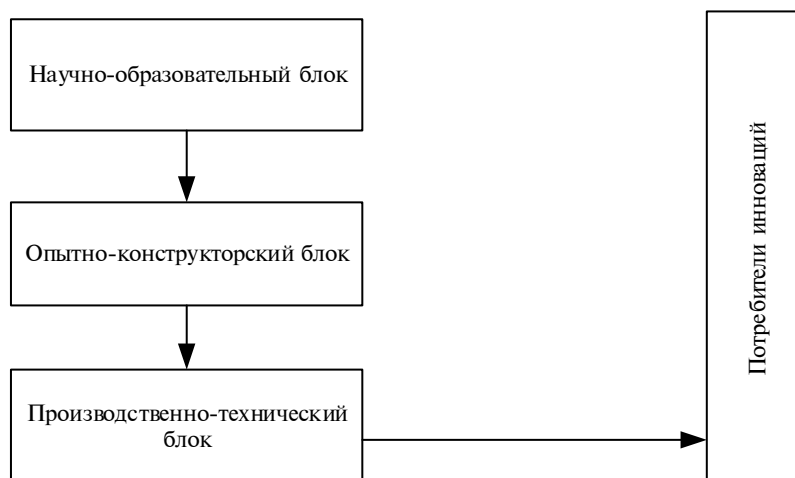 Научно-образовательный блок
Опытно-конструкторский блок
Производственно-технический
блок
Потребители инноваций